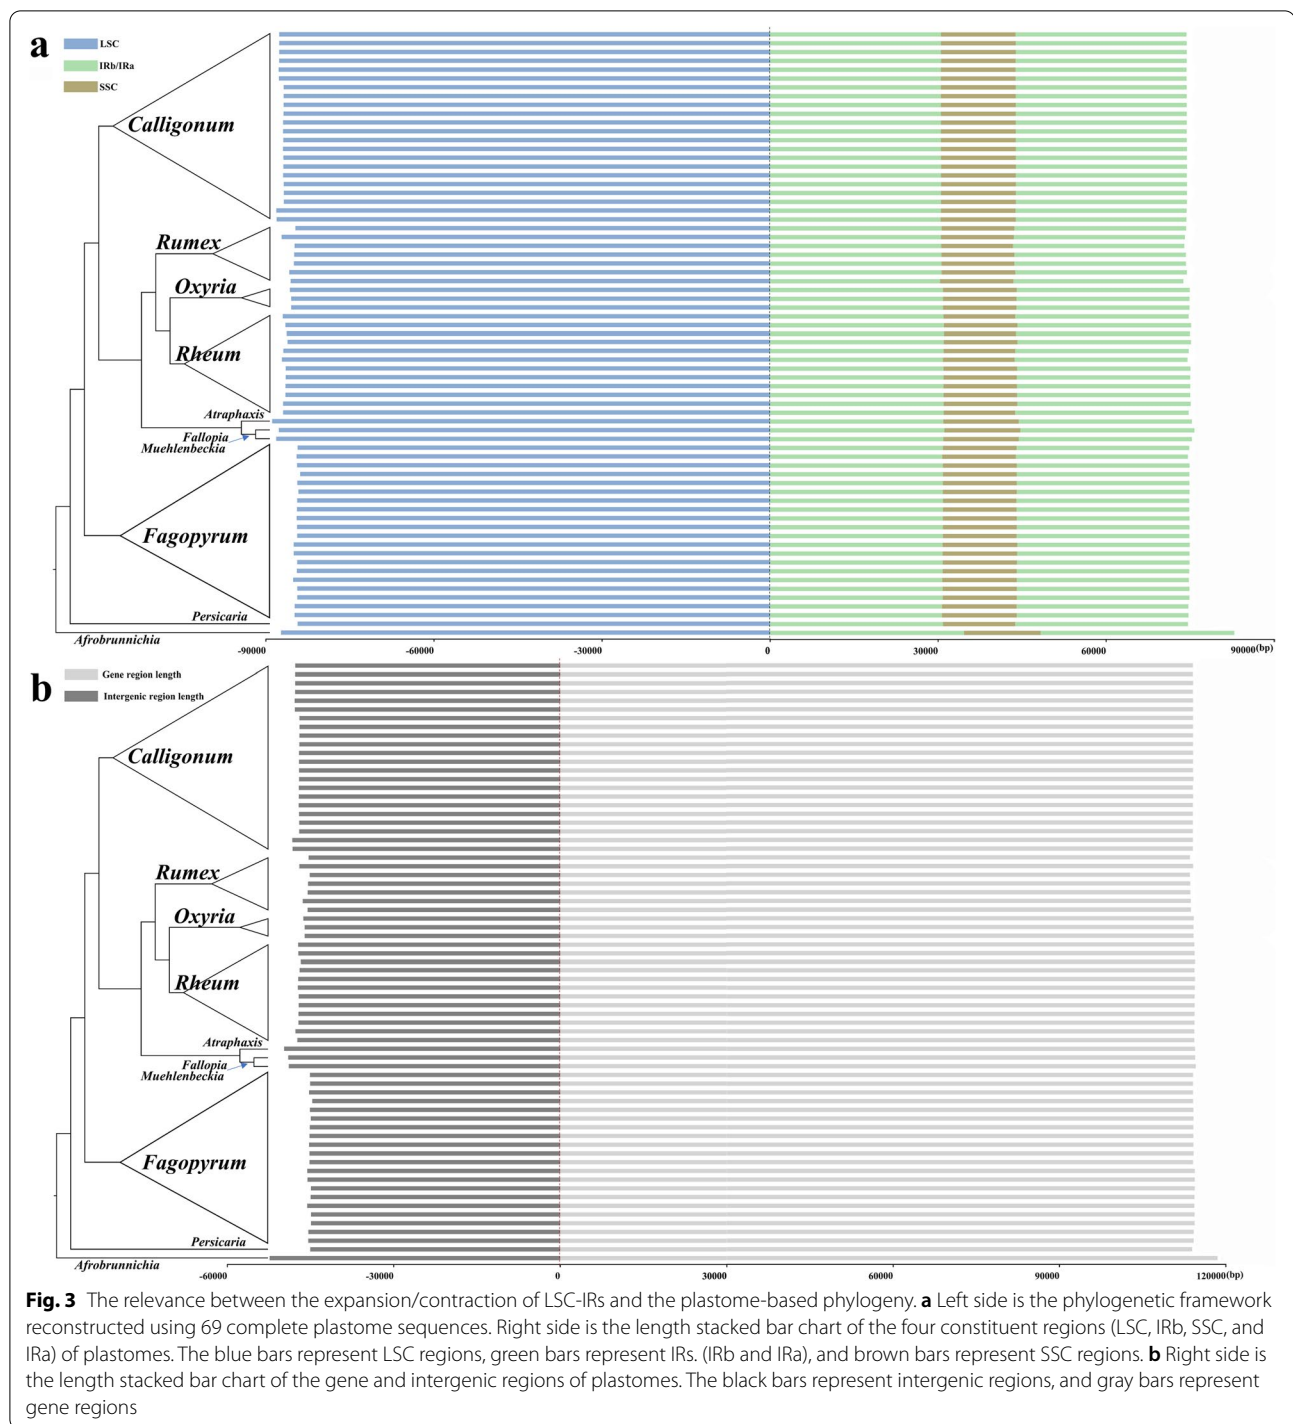 a
LSC
IRb/IRa
SSC
Calligonum
Rumex
Oxyria
Rheum
Atraphaxis
Fallopia
Muehlenbeckia
Fagopyrum
Persicaria
Afrobrunnichia
-90000 -60000 -30000 0 30000 60000 90000(bp)
b
Gene region length
Intergenic region length
Calligonum
Rumex
Oxyria
Rheum
Atraphaxis
Fallopia
Muehlenbeckia
Fagopyrum
Persicaria
Afrobrunnichia
-60000 -30000 0 30000 60000 90000 120000(bp)
Fig. 3 The relevance between the expansion/contraction of LSC-IRs and the plastome-based phylogeny. a Left side is the phylogenetic framework
reconstructed using 69 complete plastome sequences. Right side is the length stacked bar chart of the four constituent regions (LSC, IRb, SSC, and
IRa) of plastomes. The blue bars represent LSC regions, green bars represent IRs. (IRb and IRa), and brown bars represent SSC regions. b Right side is
the length stacked bar chart of the gene and intergenic regions of plastomes. The black bars represent intergenic regions, and gray bars represent
gene regions